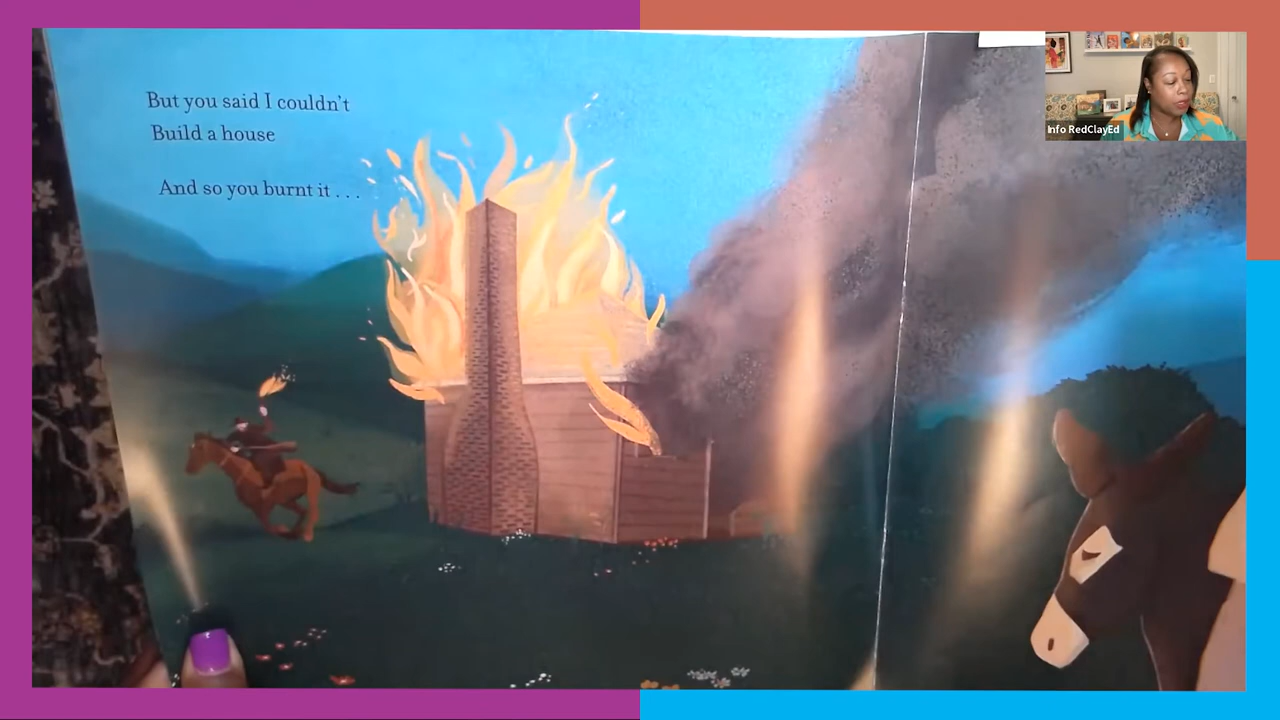 But you said I couldn't
Build a house
And so you burnt it . . .
Info RedClayEd